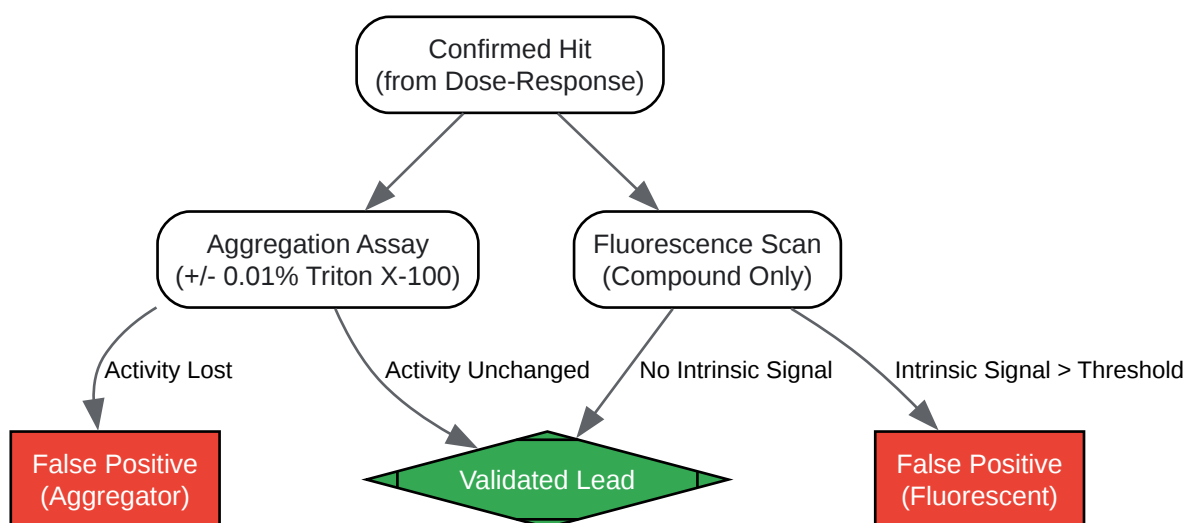 Confirmed Hit
(from Dose-Response)
Aggregation Assay
(+/- 0.01% Triton X-100)
Fluorescence Scan
(Compound Only)
Activity Lost
Activity Unchanged
No Intrinsic Signal
Intrinsic Signal > Threshold
False Positive
(Aggregator)
Validated Lead
False Positive
(Fluorescent)